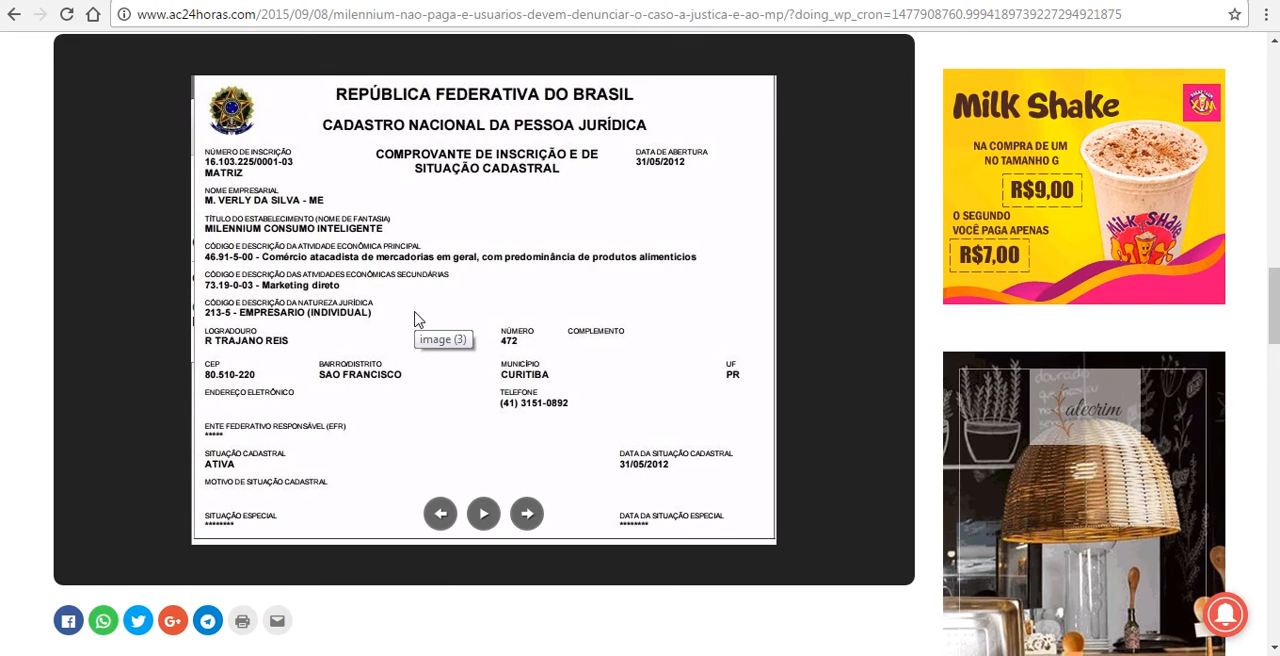 www.ac24horas.com/2015/09/08/milennium-nao-paga-e-usuarios-devem-denunciar-o-caso-a-justica-e-ao-mp/?doing_wp_cron=1477908760.9994189739227294921875
REPÚBLICA FEDERATIVA DO BRASIL
CADASTRO NACIONAL DA PESSOA JURÍDICA
NÚMERO DE INSCRIÇÃO
16.103.225/0001-03
MATRIZ
COMPROVANTE DE INSCRIÇÃO E DE
SITUAÇÃO CADASTRAL
DATA DE ABERTURA
31/05/2012
NOME EMPRESARIAL
M. VERLY DA SILVA - ME
TÍTULO DO ESTABELECIMENTO (NOME DE FANTASIA)
MILENNIUM CONSUMO INTELIGENTE
CÓDIGO E DESCRIÇÃO DA ATIVIDADE ECONÔMICA PRINCIPAL
46.91-5-00 - Comércio atacadista de mercadorias em geral, com predominância de produtos alimentícios
CÓDIGO E DESCRIÇÃO DAS ATIVIDADES ECONÔMICAS SECUNDÁRIAS
73.19-0-03 - Marketing direto
CÓDIGO E DESCRIÇÃO DA NATUREZA JURÍDICA
213-5 - EMPRESARIO (INDIVIDUAL)
image (3)
LOGRADOURO
R TRAJANO REIS
NÚMERO
472
COMPLEMENTO
CEP
80.510-220
BAIRRO/DISTRITO
SAO FRANCISCO
MUNICÍPIO
CURITIBA
UF
PR
ENDEREÇO ELETRÔNICO
TELEFONE
(41) 3151-0892
ENTE FEDERATIVO RESPONSÁVEL (EFR)
*****
SITUAÇÃO CADASTRAL
ATIVA
DATA DA SITUAÇÃO CADASTRAL
31/05/2012
MOTIVO DE SITUAÇÃO CADASTRAL
SITUAÇÃO ESPECIAL
********
DATA DA SITUAÇÃO ESPECIAL
********
Milk Shake
NA COMPRA DE UM
NO TAMANHO G
R$9,00
O SEGUNDO
VOCÊ PAGA APENAS
R$7,00
MILK SHAKE
dourado
alecrim